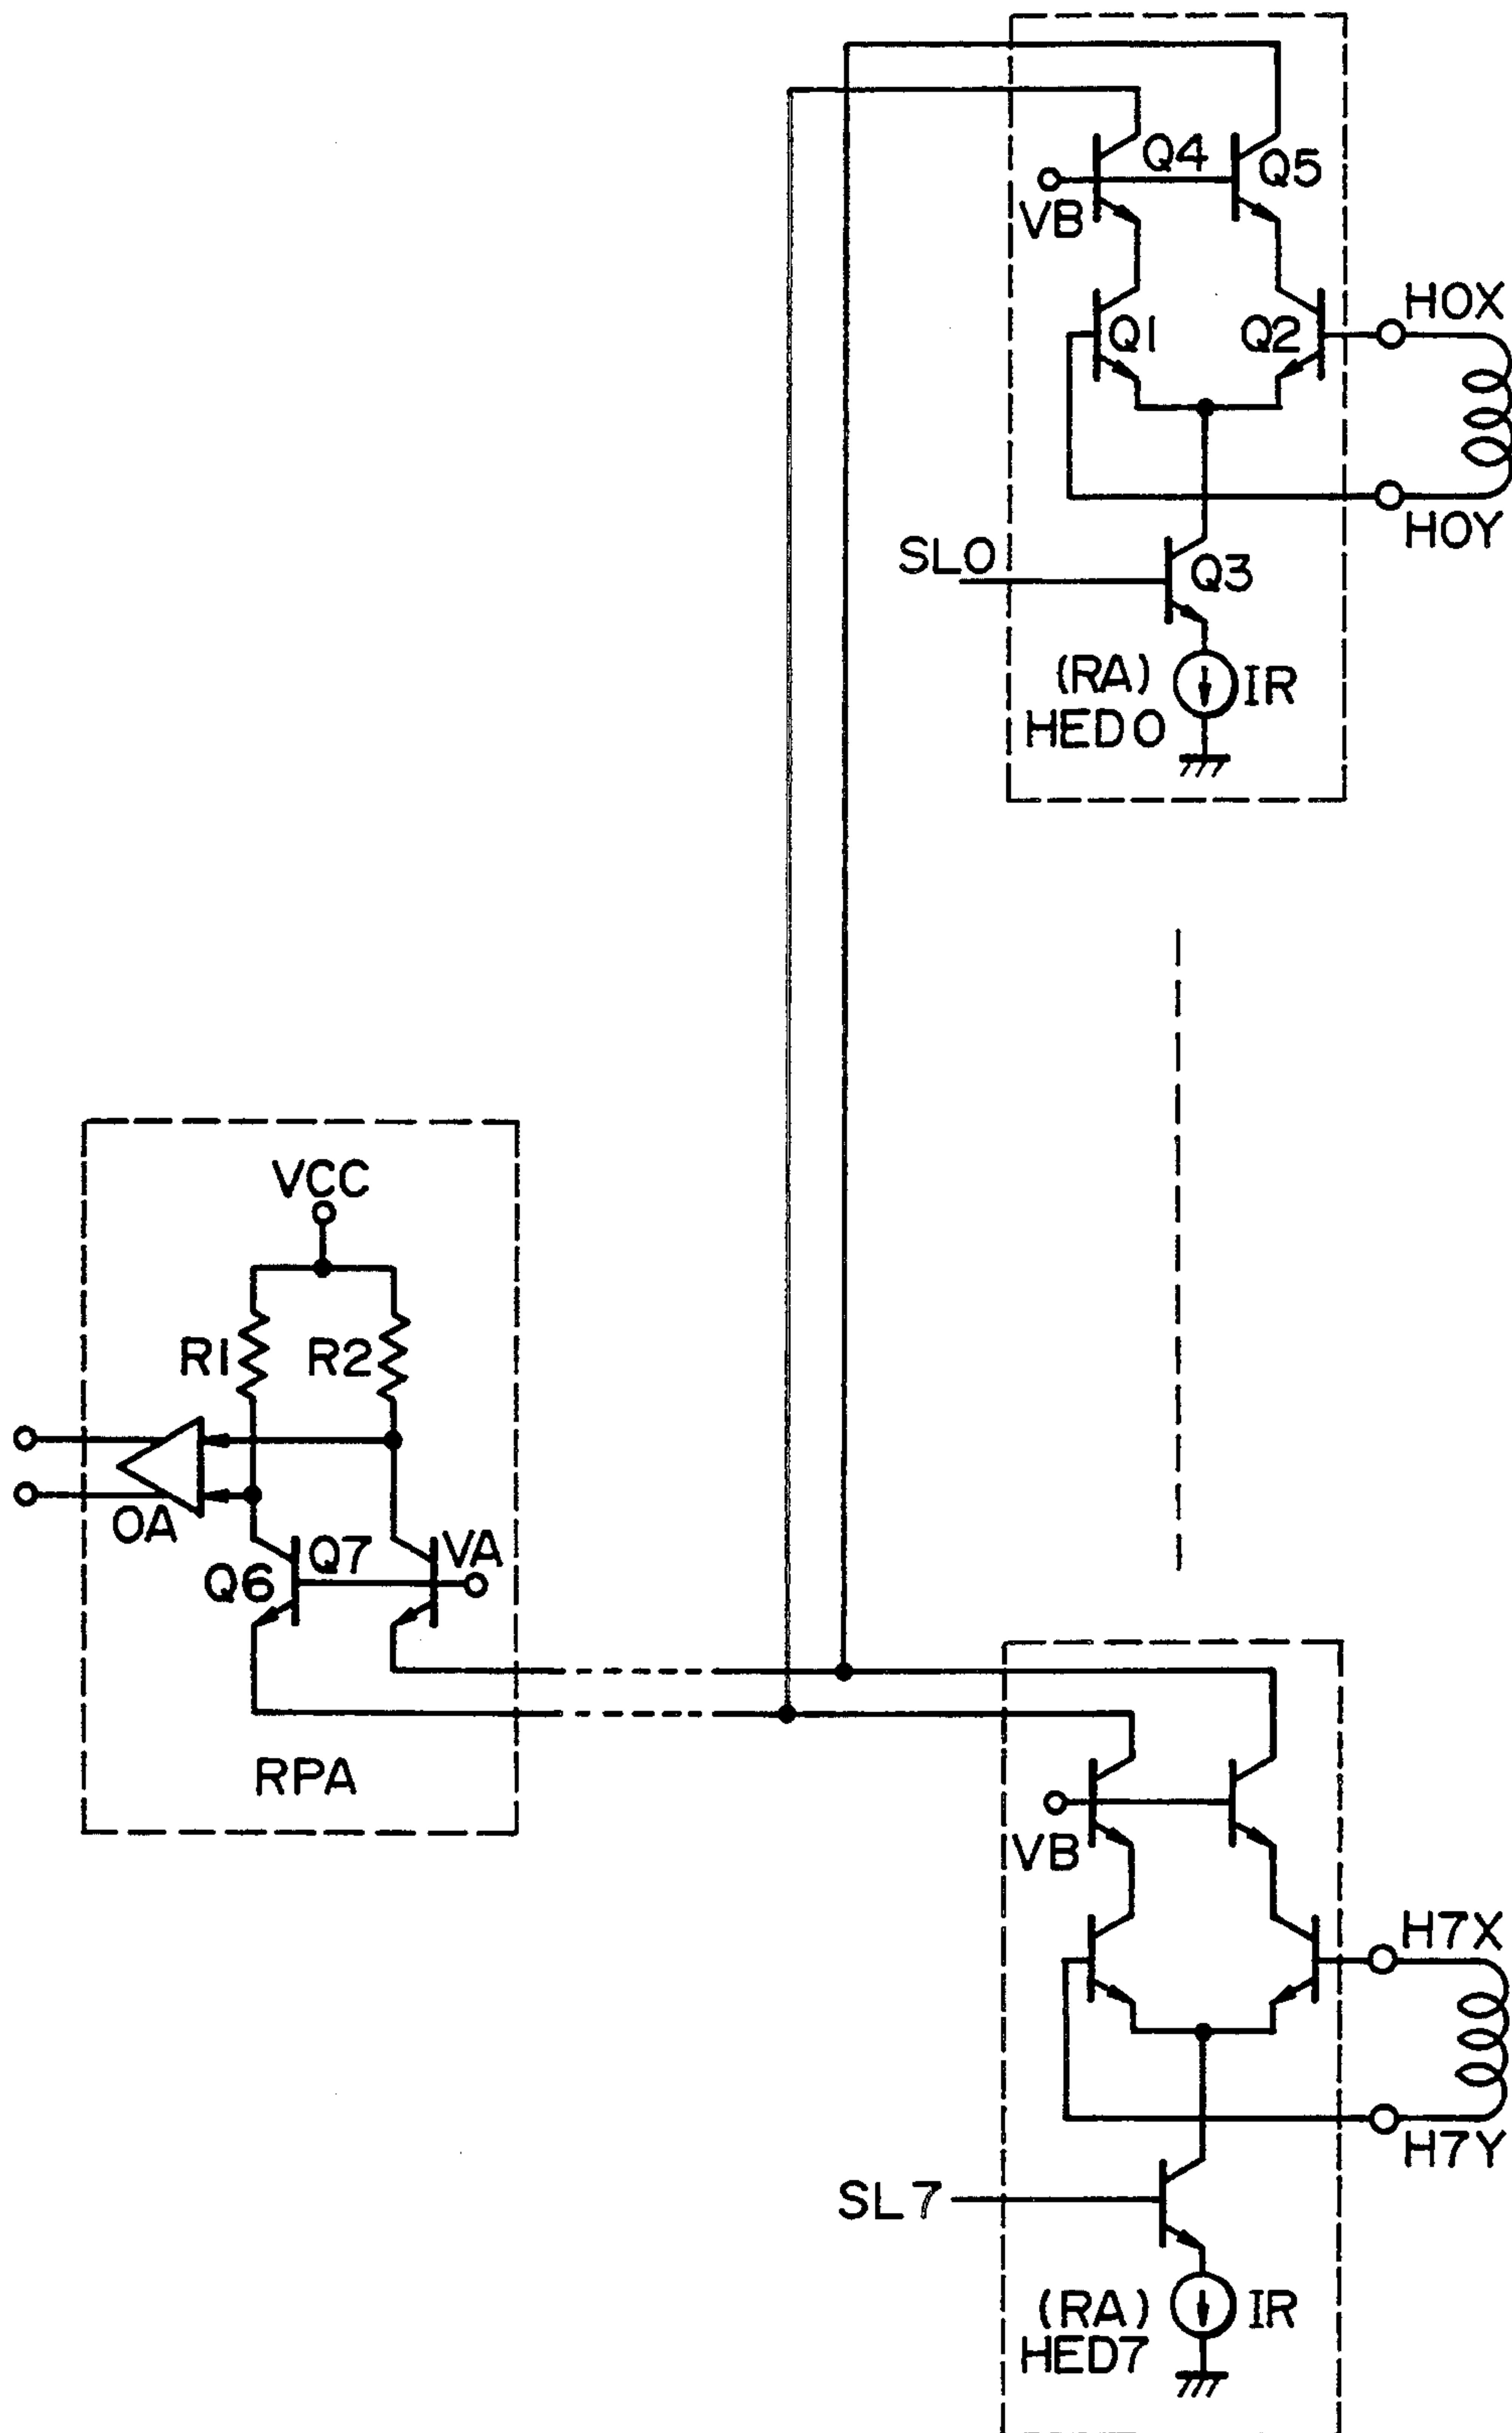 Q4
Q5
VB
H0X
Q1
Q2
H0Y
SL0
Q3
(RA)
IR
HED0
VCC
R1
R2
OA
Q7
VA
Q6
RPA
VB
H7X
H7Y
SL7
(RA)
IR
HED7